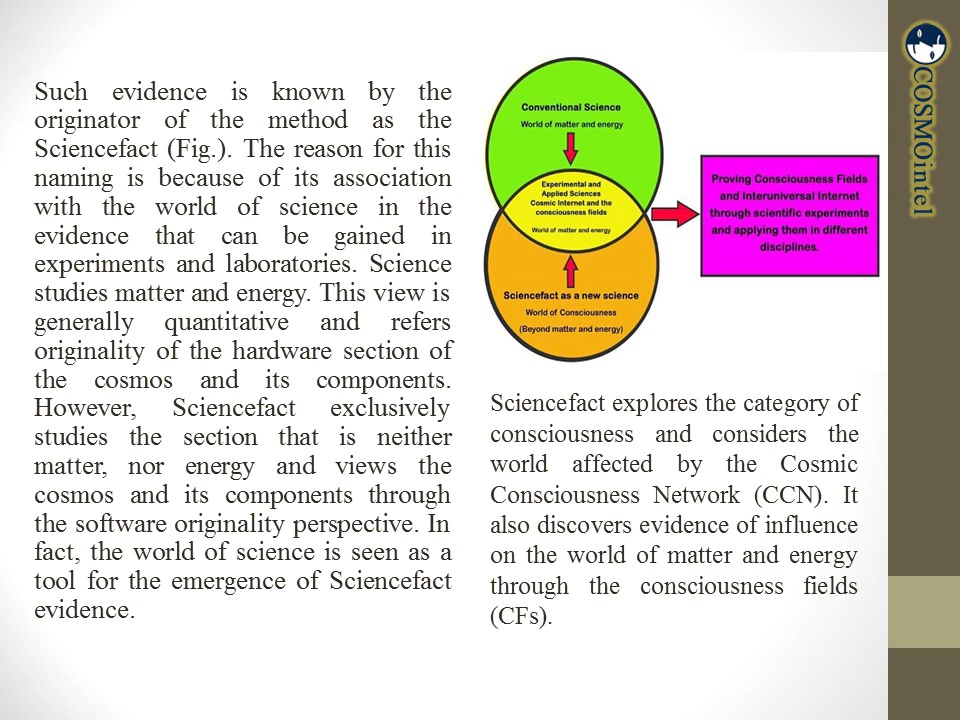 Such evidence is known by the
originator of the method as the
Sciencefact (Fig.). The reason for this
naming is because of its association
with the world of science in the
evidence that can be gained in
experiments and laboratories. Science
studies matter and energy. This view is
generally quantitative and refers
originality of the hardware section of
the cosmos and its components.
However, Sciencefact exclusively
studies the section that is neither
matter, nor energy and views the
cosmos and its components through
the software originality perspective. In
fact, the world of science is seen as a
tool for the emergence of Sciencefact
evidence.
Conventional Science
World of matter and energy
Experimental and
Applied Sciences
Cosmic Internet and the
consciousness fields
World of matter and energy
Sciencefact as a new science
World of Consciousness
(Beyond matter and energy)
Proving Consciousness Fields
and Interuniversal Internet
through scientific experiments
and applying them in different
disciplines.
Sciencefact explores the category of
consciousness and considers the
world affected by the Cosmic
Consciousness Network (CCN). It
also discovers evidence of influence
on the world of matter and energy
through the consciousness fields
(CFs).
COSMOintel